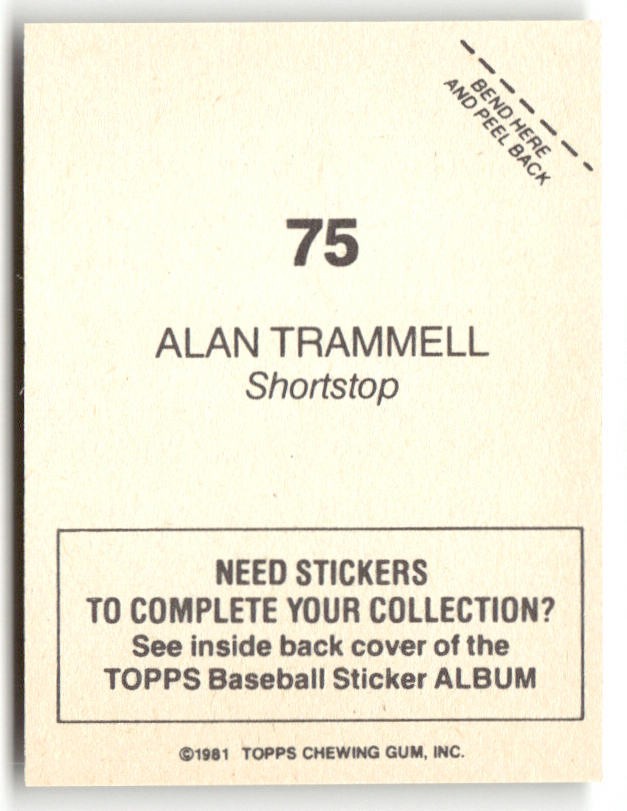 BEND HERE
AND PEEL BACK
75
ALAN TRAMMELL
Shortstop
NEED STICKERS
TO COMPLETE YOUR COLLECTION?
See inside back cover of the
TOPPS Baseball Sticker ALBUM
©1981 TOPPS CHEWING GUM, INC.